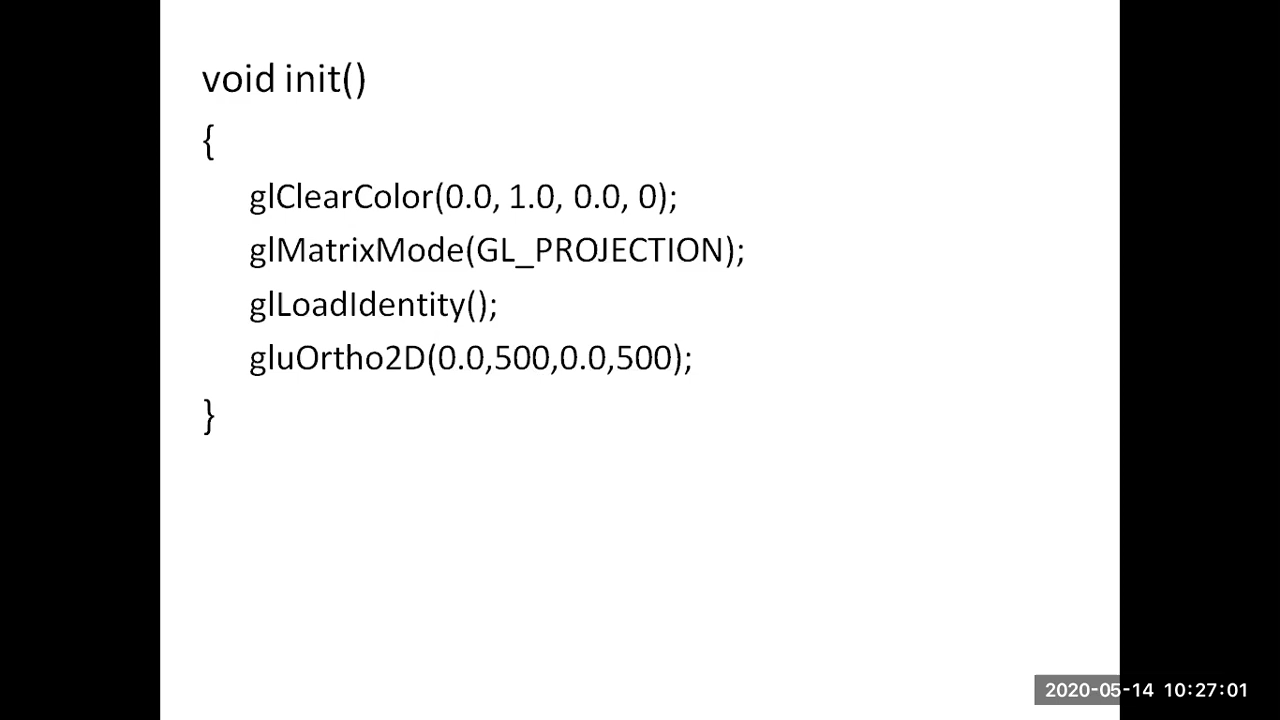 void init()
{
glClearColor(0.0, 1.0, 0.0, 0);
glMatrixMode(GL_PROJECTION);
glLoadIdentity();
gluOrtho2D(0.0,500,0.0,500);
}
2020-05-14 10:27:01